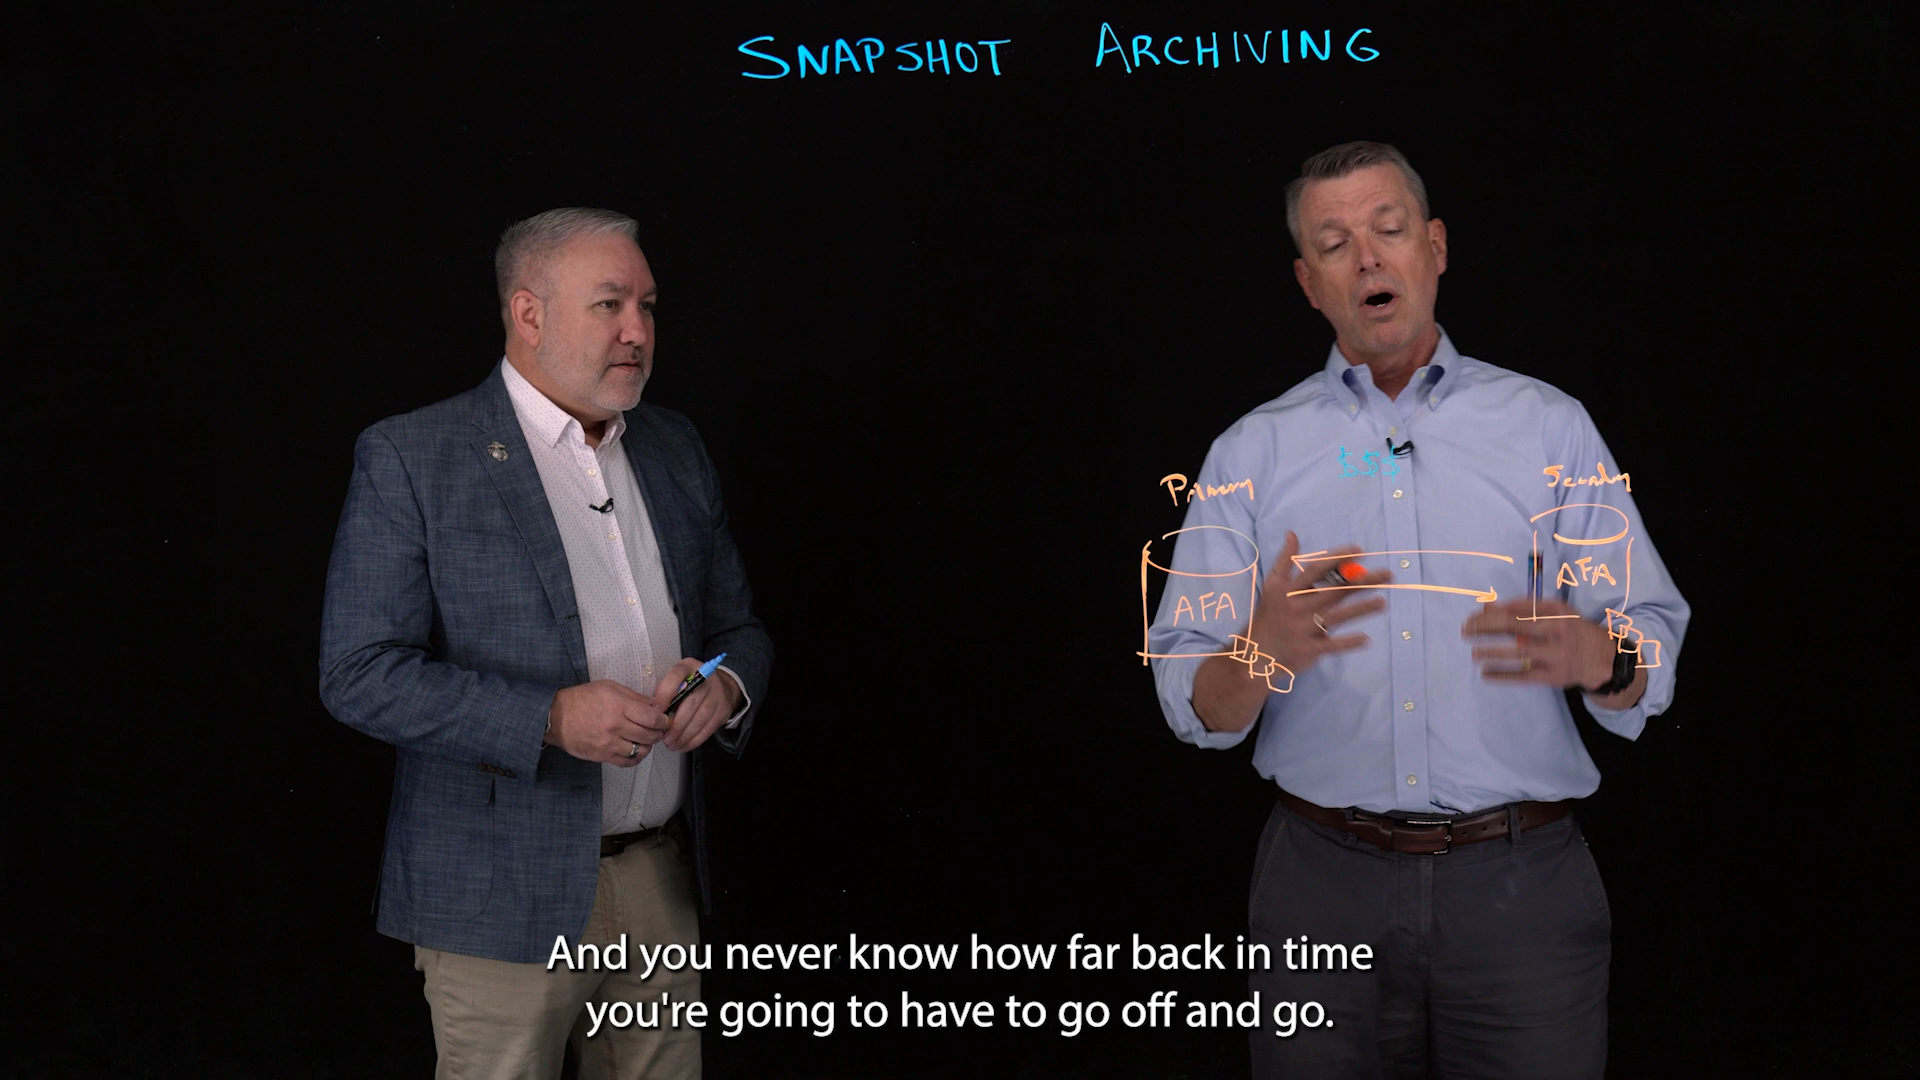 SNAPSHOT ARCHIVING
$$$
Primary
Secondary
AFA
AFA
And you never know how far back in time
you're going to have to go off and go.